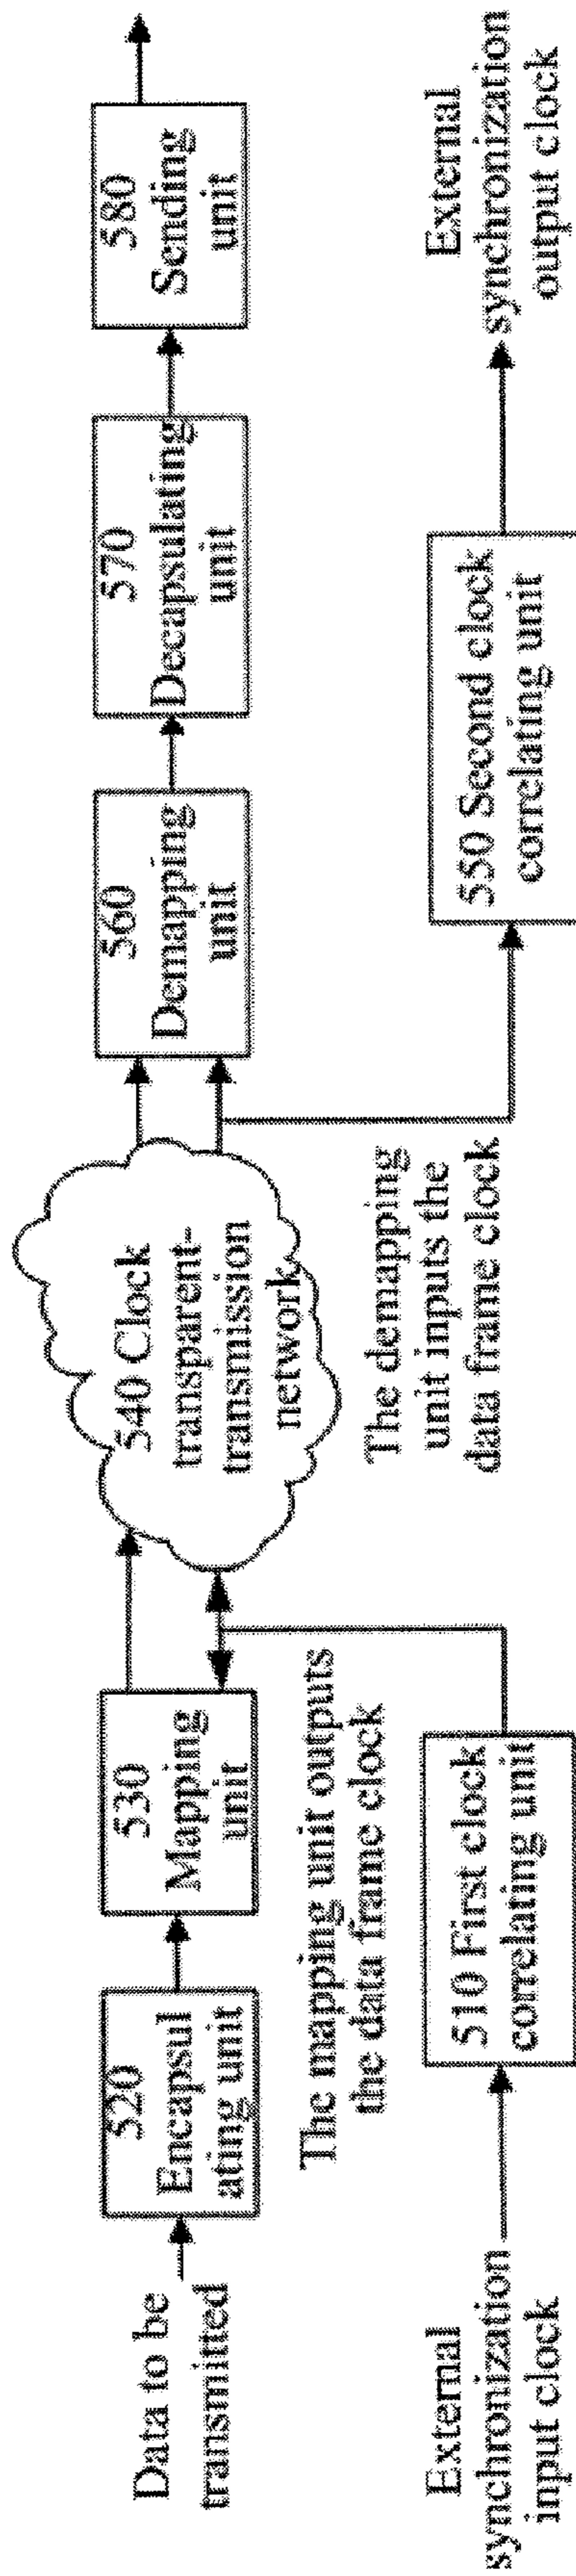 Data to be
transmitted
520
Encapsul
ating unit
530
Mapping
unit
540 Clock
transparent-
transmission
network
560
Demapping
unit
570
Decapsulating
unit
580
Sending
unit
The mapping unit outputs
the data frame clock
The demapping
unit inputs the
data frame clock
External
synchronization
input clock
510 First clock
correlating unit
550 Second clock
correlating unit
External
synchronization
output clock